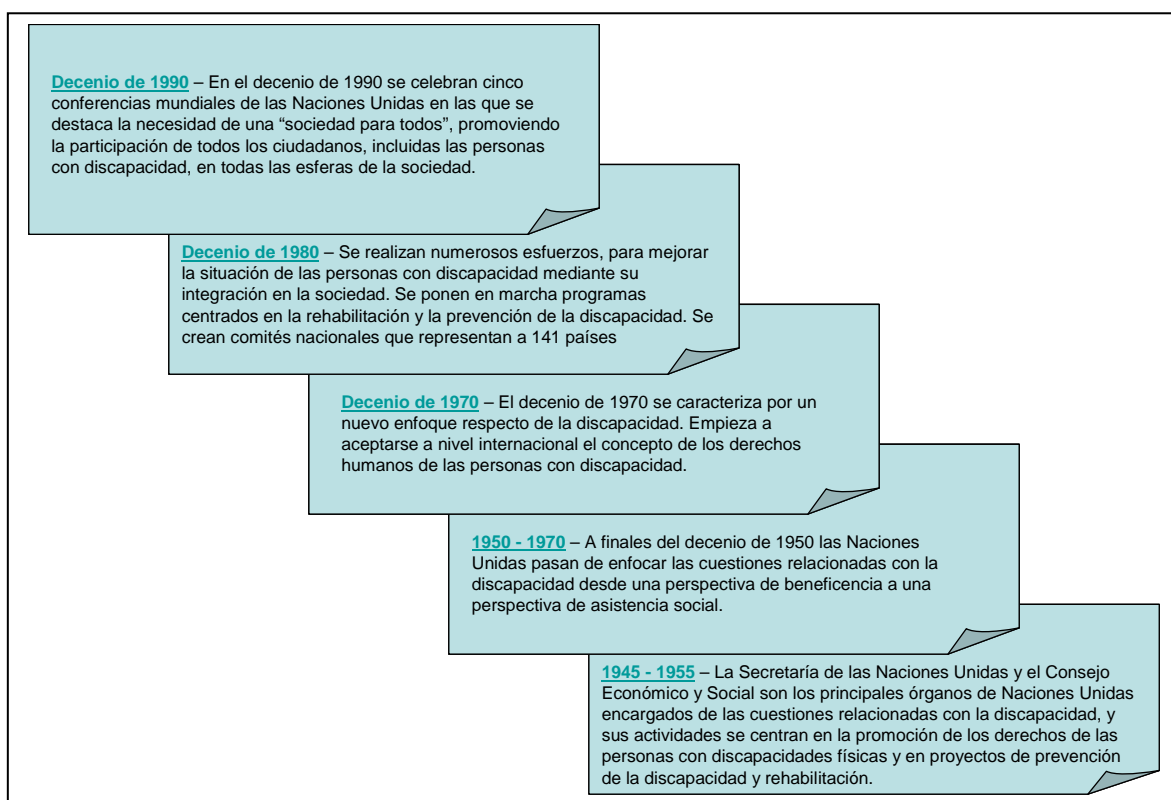 Decenio de 1990 – En el decenio de 1990 se celebran cinco
conferencias mundiales de las Naciones Unidas en las que se
destaca la necesidad de una “sociedad para todos”, promoviendo
la participación de todos los ciudadanos, incluidas las personas
con discapacidad, en todas las esferas de la sociedad.
Decenio de 1980 – Se realizan numerosos esfuerzos, para mejorar
la situación de las personas con discapacidad mediante su
integración en la sociedad. Se ponen en marcha programas
centrados en la rehabilitación y la prevención de la discapacidad. Se
crean comités nacionales que representan a 141 países
Decenio de 1970 – El decenio de 1970 se caracteriza por un
nuevo enfoque respecto de la discapacidad. Empieza a
aceptarse a nivel internacional el concepto de los derechos
humanos de las personas con discapacidad.
1950 - 1970 – A finales del decenio de 1950 las Naciones
Unidas pasan de enfocar las cuestiones relacionadas con la
discapacidad desde una perspectiva de beneficencia a una
perspectiva de asistencia social.
1945 - 1955 – La Secretaría de las Naciones Unidas y el Consejo
Económico y Social son los principales órganos de Naciones Unidas
encargados de las cuestiones relacionadas con la discapacidad, y
sus actividades se centran en la promoción de los derechos de las
personas con discapacidades físicas y en proyectos de prevención
de la discapacidad y rehabilitación.